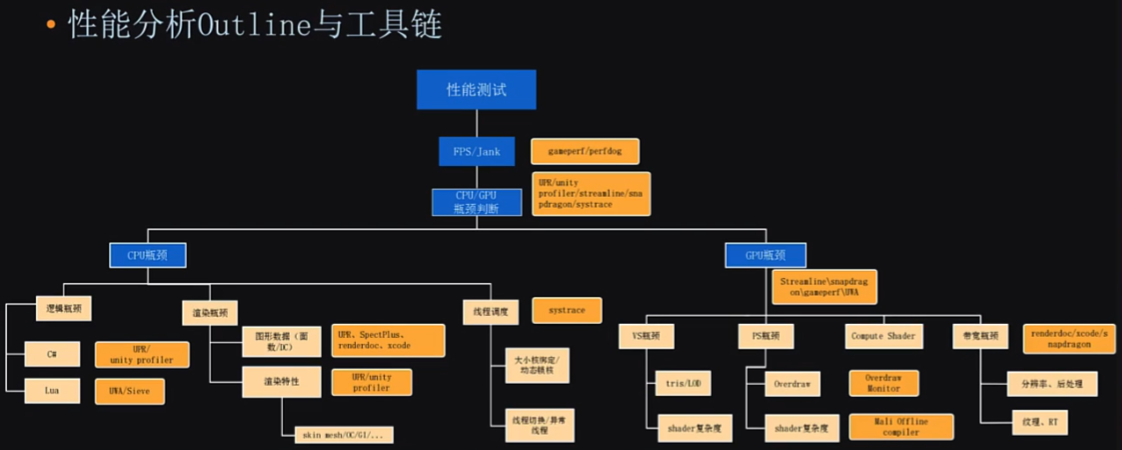 • 性能分析Outline与工具链
性能测试
FPS/Jank
gameperf/perfdog
CPU/GPU
瓶颈判断
UPR/unity
profiler/streamline/sna
pdragon/systrace
CPU瓶颈
GPU瓶颈
Streamline\snapdrag
on\gameperf\UWA
逻辑瓶颈
渲染瓶颈
线程调度
systrace
VS瓶颈
PS瓶颈
Compute Shader
带宽瓶颈
renderdoc/xcode/s
napdragon
C#
UPR/
unity profiler
图形数据（面
数/DC）
UPR、SpectPlus、
renderdoc、xcode
大小核绑定/
动态锁核
Lua
UWA/Sieve
渲染特性
UPR/unity
profiler
tris/LOD
Overdraw
Overdraw
Monitor
分辨率、后处理
skin mesh/OC/GI/...
线程切换/异常
线程
shader复杂度
shader复杂度
Mali Offline
compiler
纹理、RT